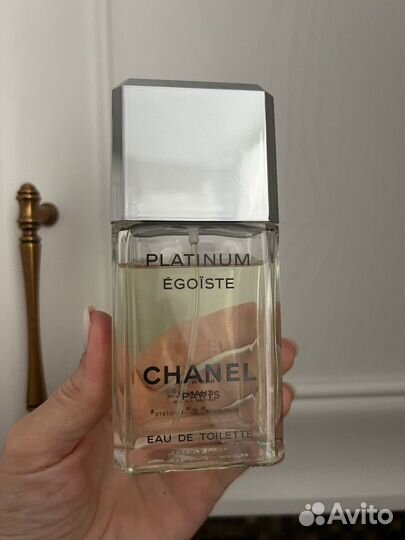 PLATINUM
ÉGOÏSTE
CHANEL
PARIS
EAU DE TOILETTE
Avito